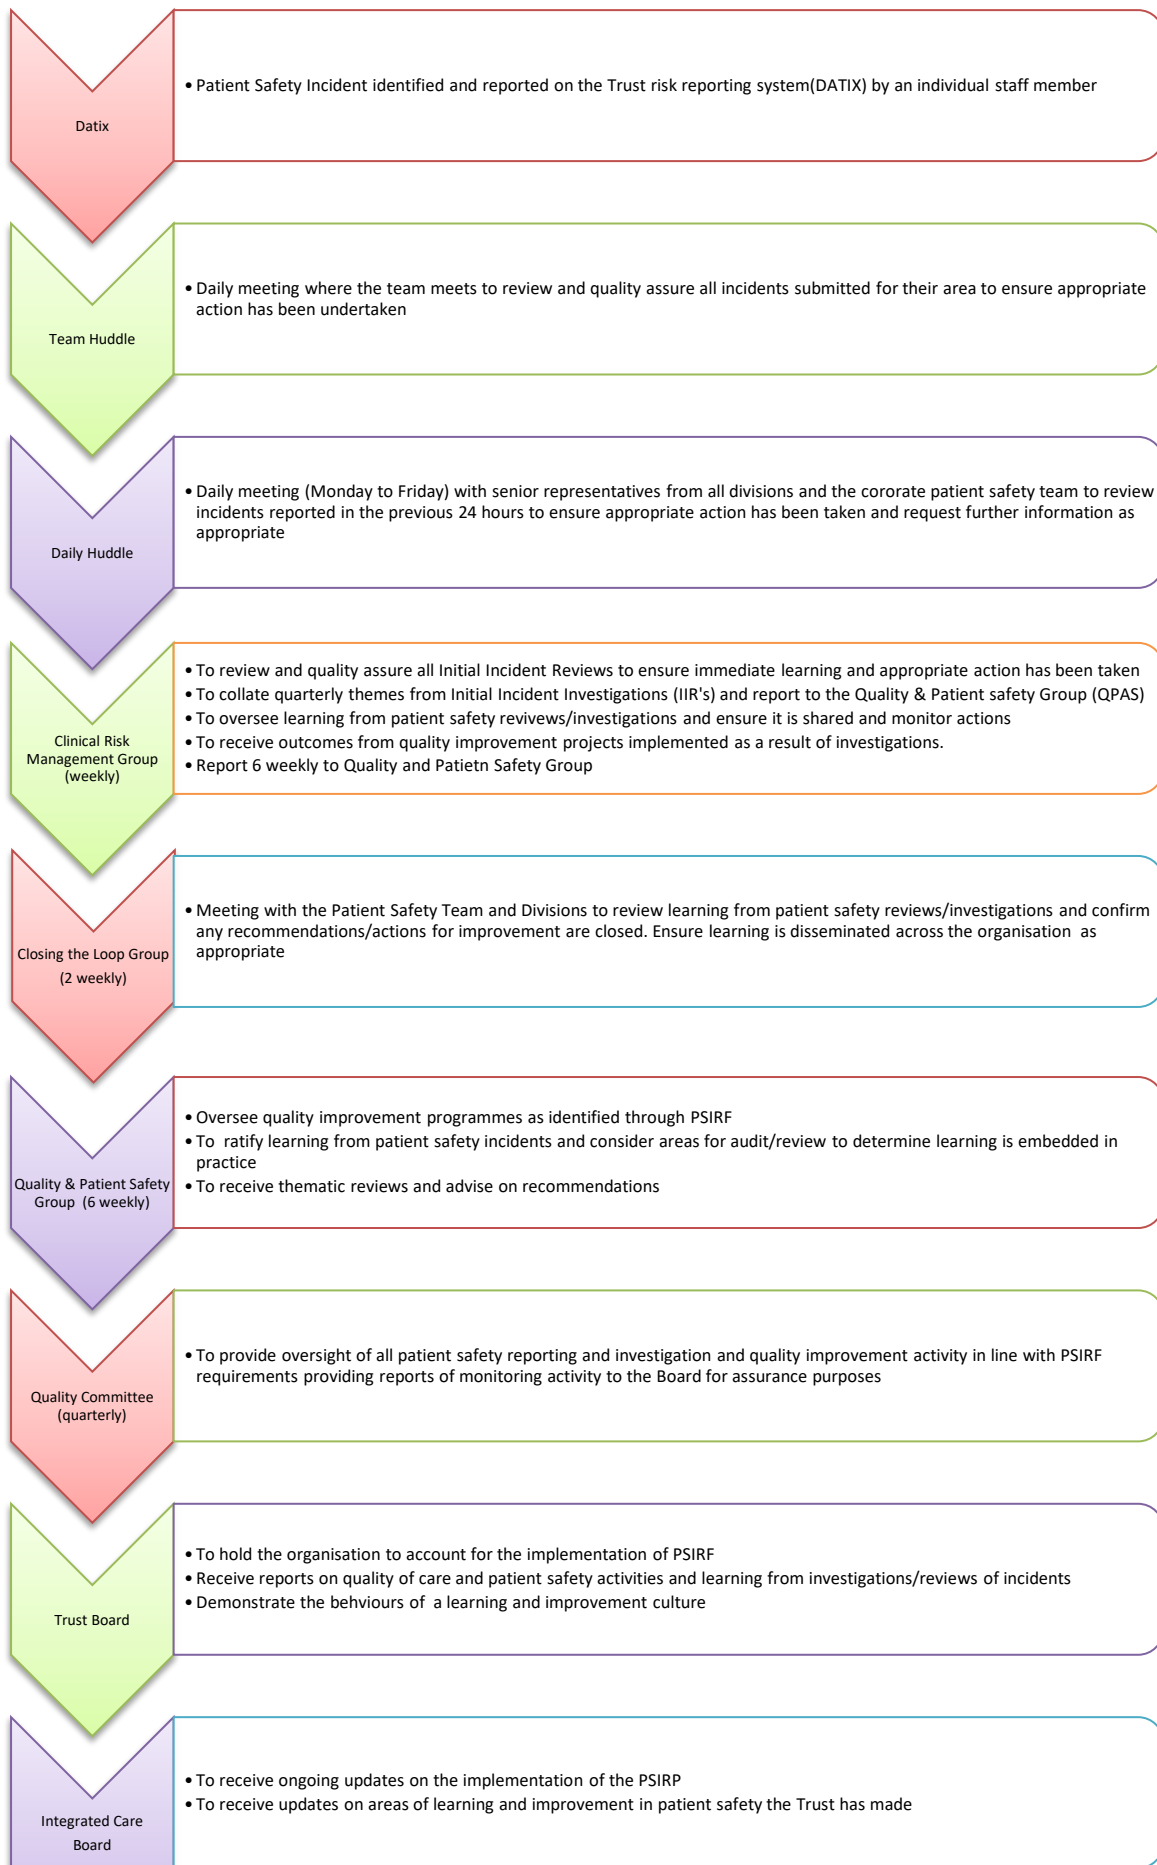 Datix
• Patient Safety Incident identified and reported on the Trust risk reporting system(DATIX) by an individual staff member
Team Huddle
• Daily meeting where the team meets to review and quality assure all incidents submitted for their area to ensure appropriate
action has been undertaken
Daily Huddle
• Daily meeting (Monday to Friday) with senior representatives from all divisions and the cororate patient safety team to review
incidents reported in the previous 24 hours to ensure appropriate action has been taken and request further information as
appropriate
Clinical Risk
Management Group
(weekly)
• To review and quality assure all Initial Incident Reviews to ensure immediate learning and appropriate action has been taken
• To collate quarterly themes from Initial Incident Investigations (IIR's) and report to the Quality & Patient safety Group (QPAS)
• To oversee learning from patient safety revivews/investigations and ensure it is shared and monitor actions
• To receive outcomes from quality improvement projects implemented as a result of investigations.
• Report 6 weekly to Quality and Patietn Safety Group
Closing the Loop Group
(2 weekly)
• Meeting with the Patient Safety Team and Divisions to review learning from patient safety reviews/investigations and confirm
any recommendations/actions for improvement are closed. Ensure learning is disseminated across the organisation as
appropriate
Quality & Patient Safety
Group (6 weekly)
• Oversee quality improvement programmes as identified through PSIRF
• To ratify learning from patient safety incidents and consider areas for audit/review to determine learning is embedded in
practice
• To receive thematic reviews and advise on recommendations
Quality Committee
(quarterly)
• To provide oversight of all patient safety reporting and investigation and quality improvement activity in line with PSIRF
requirements providing reports of monitoring activity to the Board for assurance purposes
Trust Board
• To hold the organisation to account for the implementation of PSIRF
• Receive reports on quality of care and patient safety activities and learning from investigations/reviews of incidents
• Demonstrate the behviours of a learning and improvement culture
Integrated Care
Board
• To receive ongoing updates on the implementation of the PSIRP
• To receive updates on areas of learning and improvement in patient safety the Trust has made